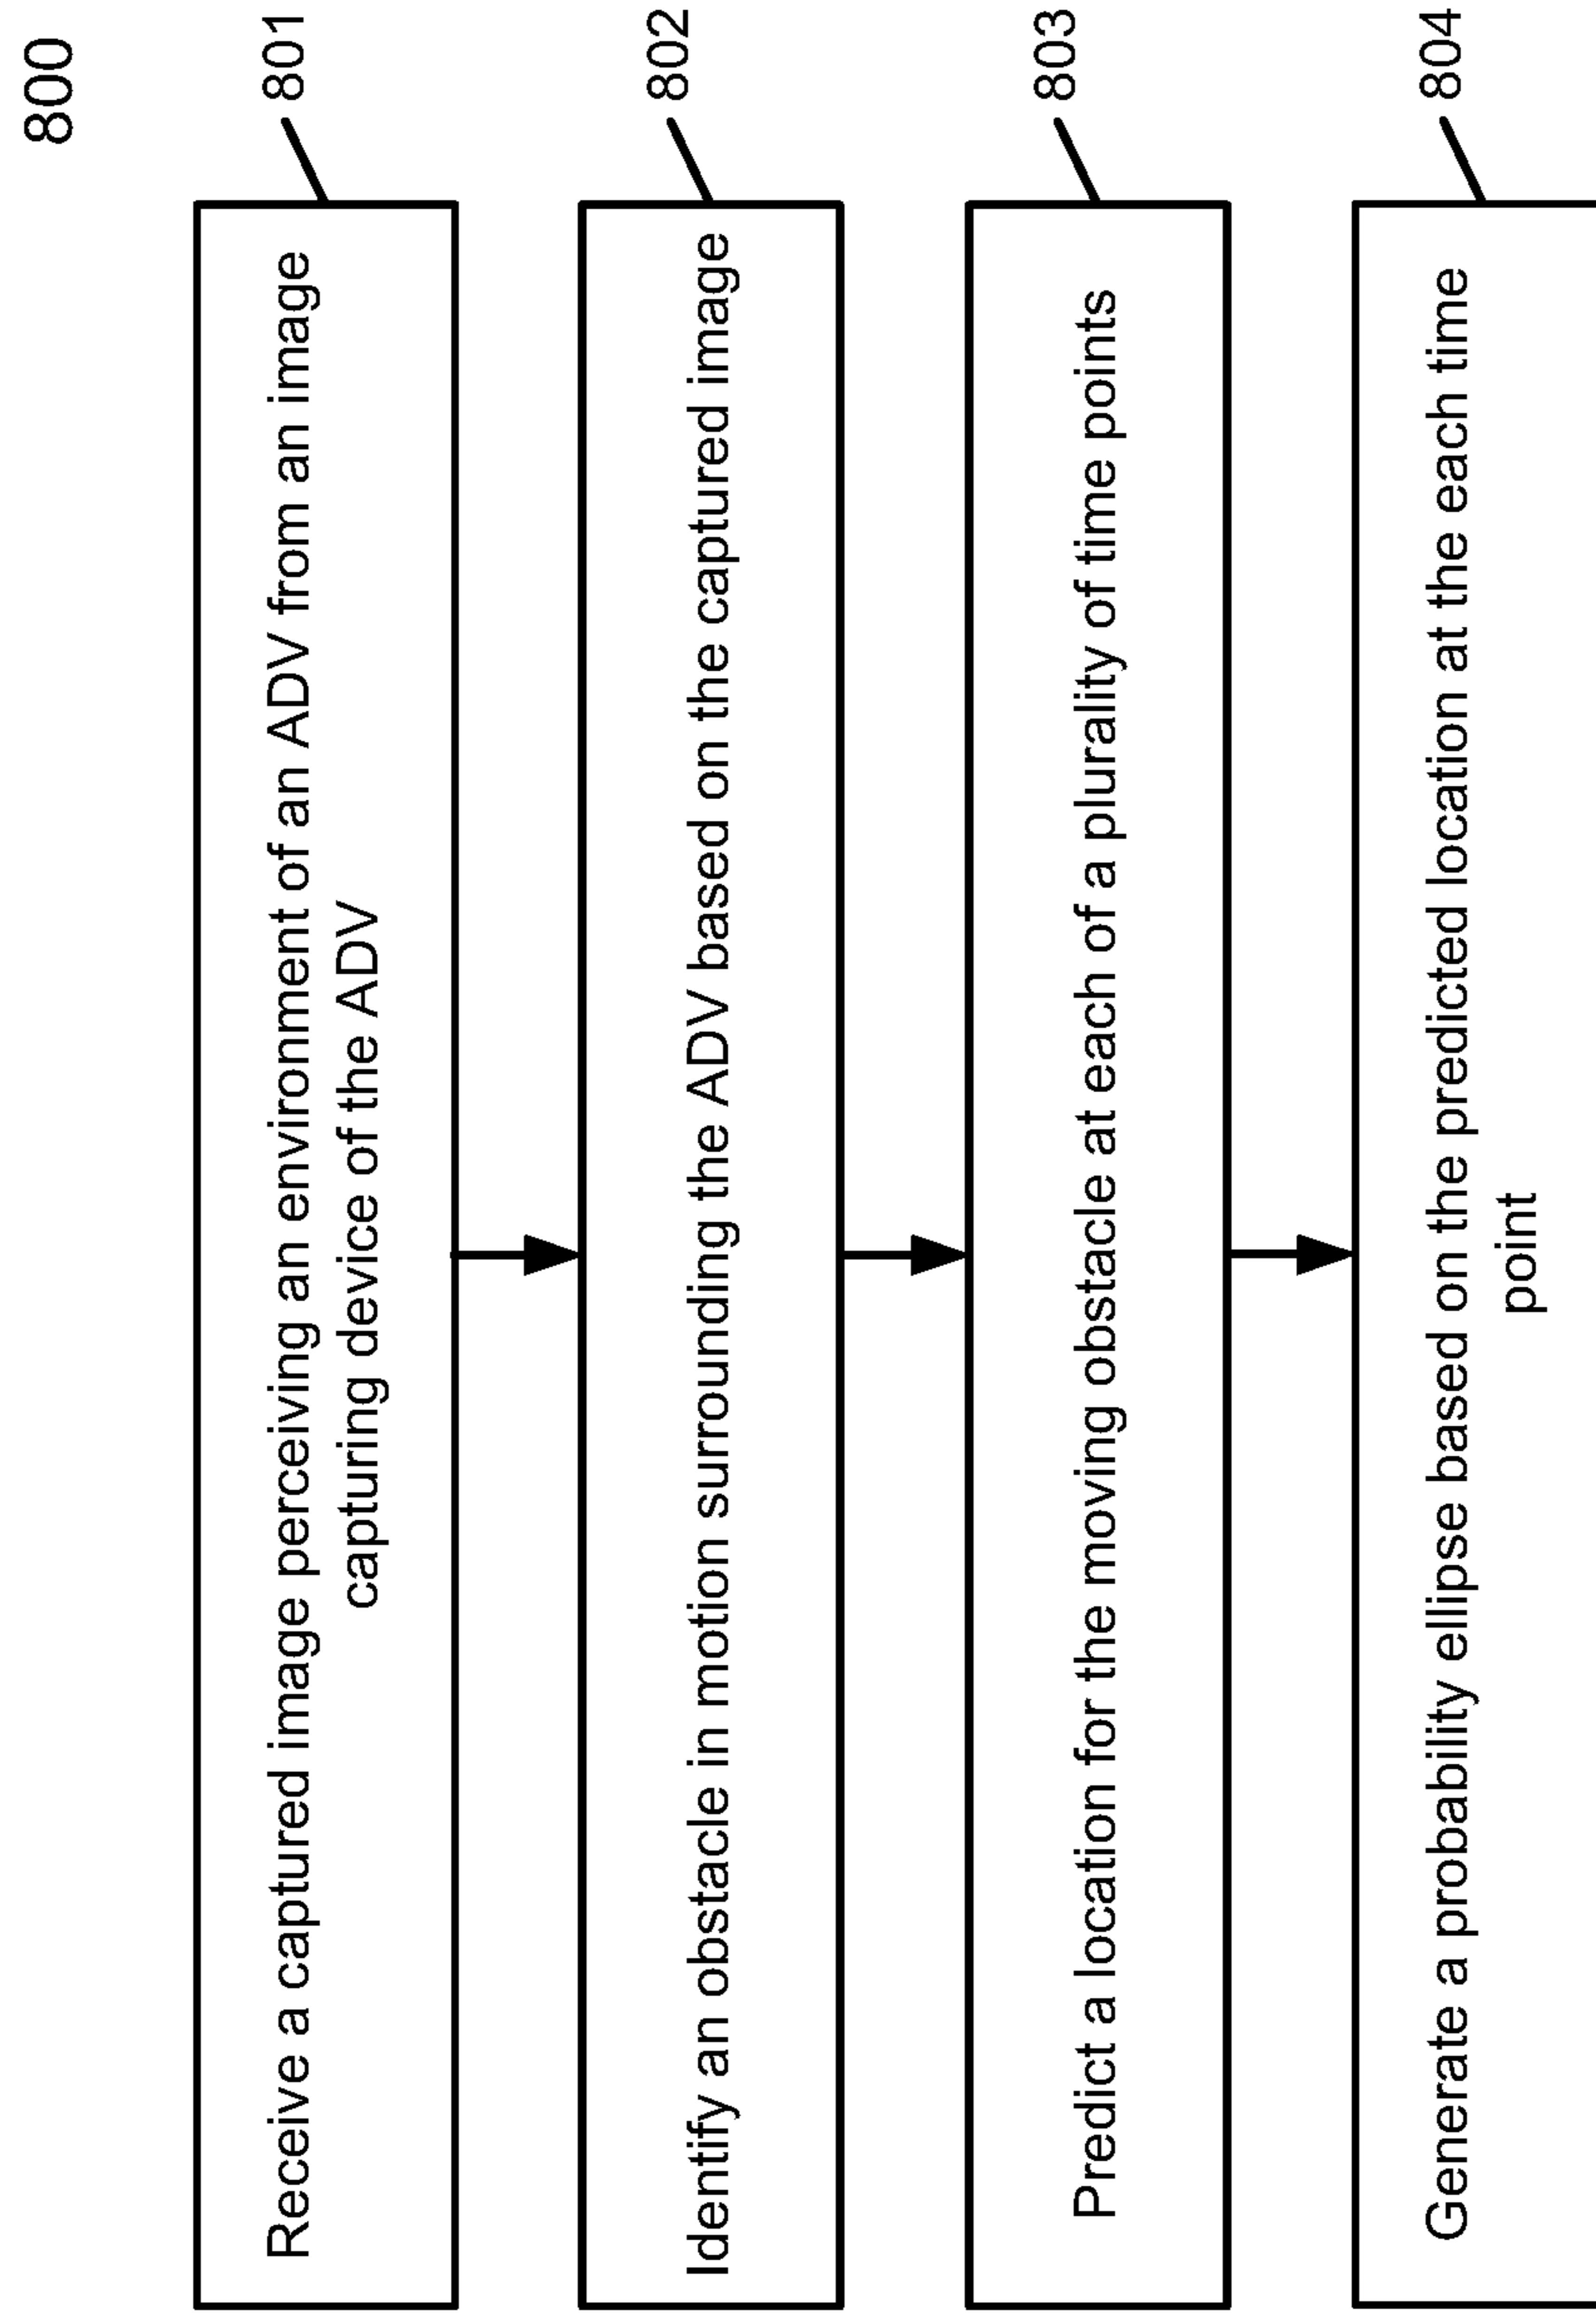 800
801
Receive a captured image perceiving an environment of an ADV from an image
capturing device of the ADV
802
Identify an obstacle in motion surrounding the ADV based on the captured image
803
Predict a location for the moving obstacle at each of a plurality of time points
804
Generate a probability ellipse based on the predicted location at the each time
point